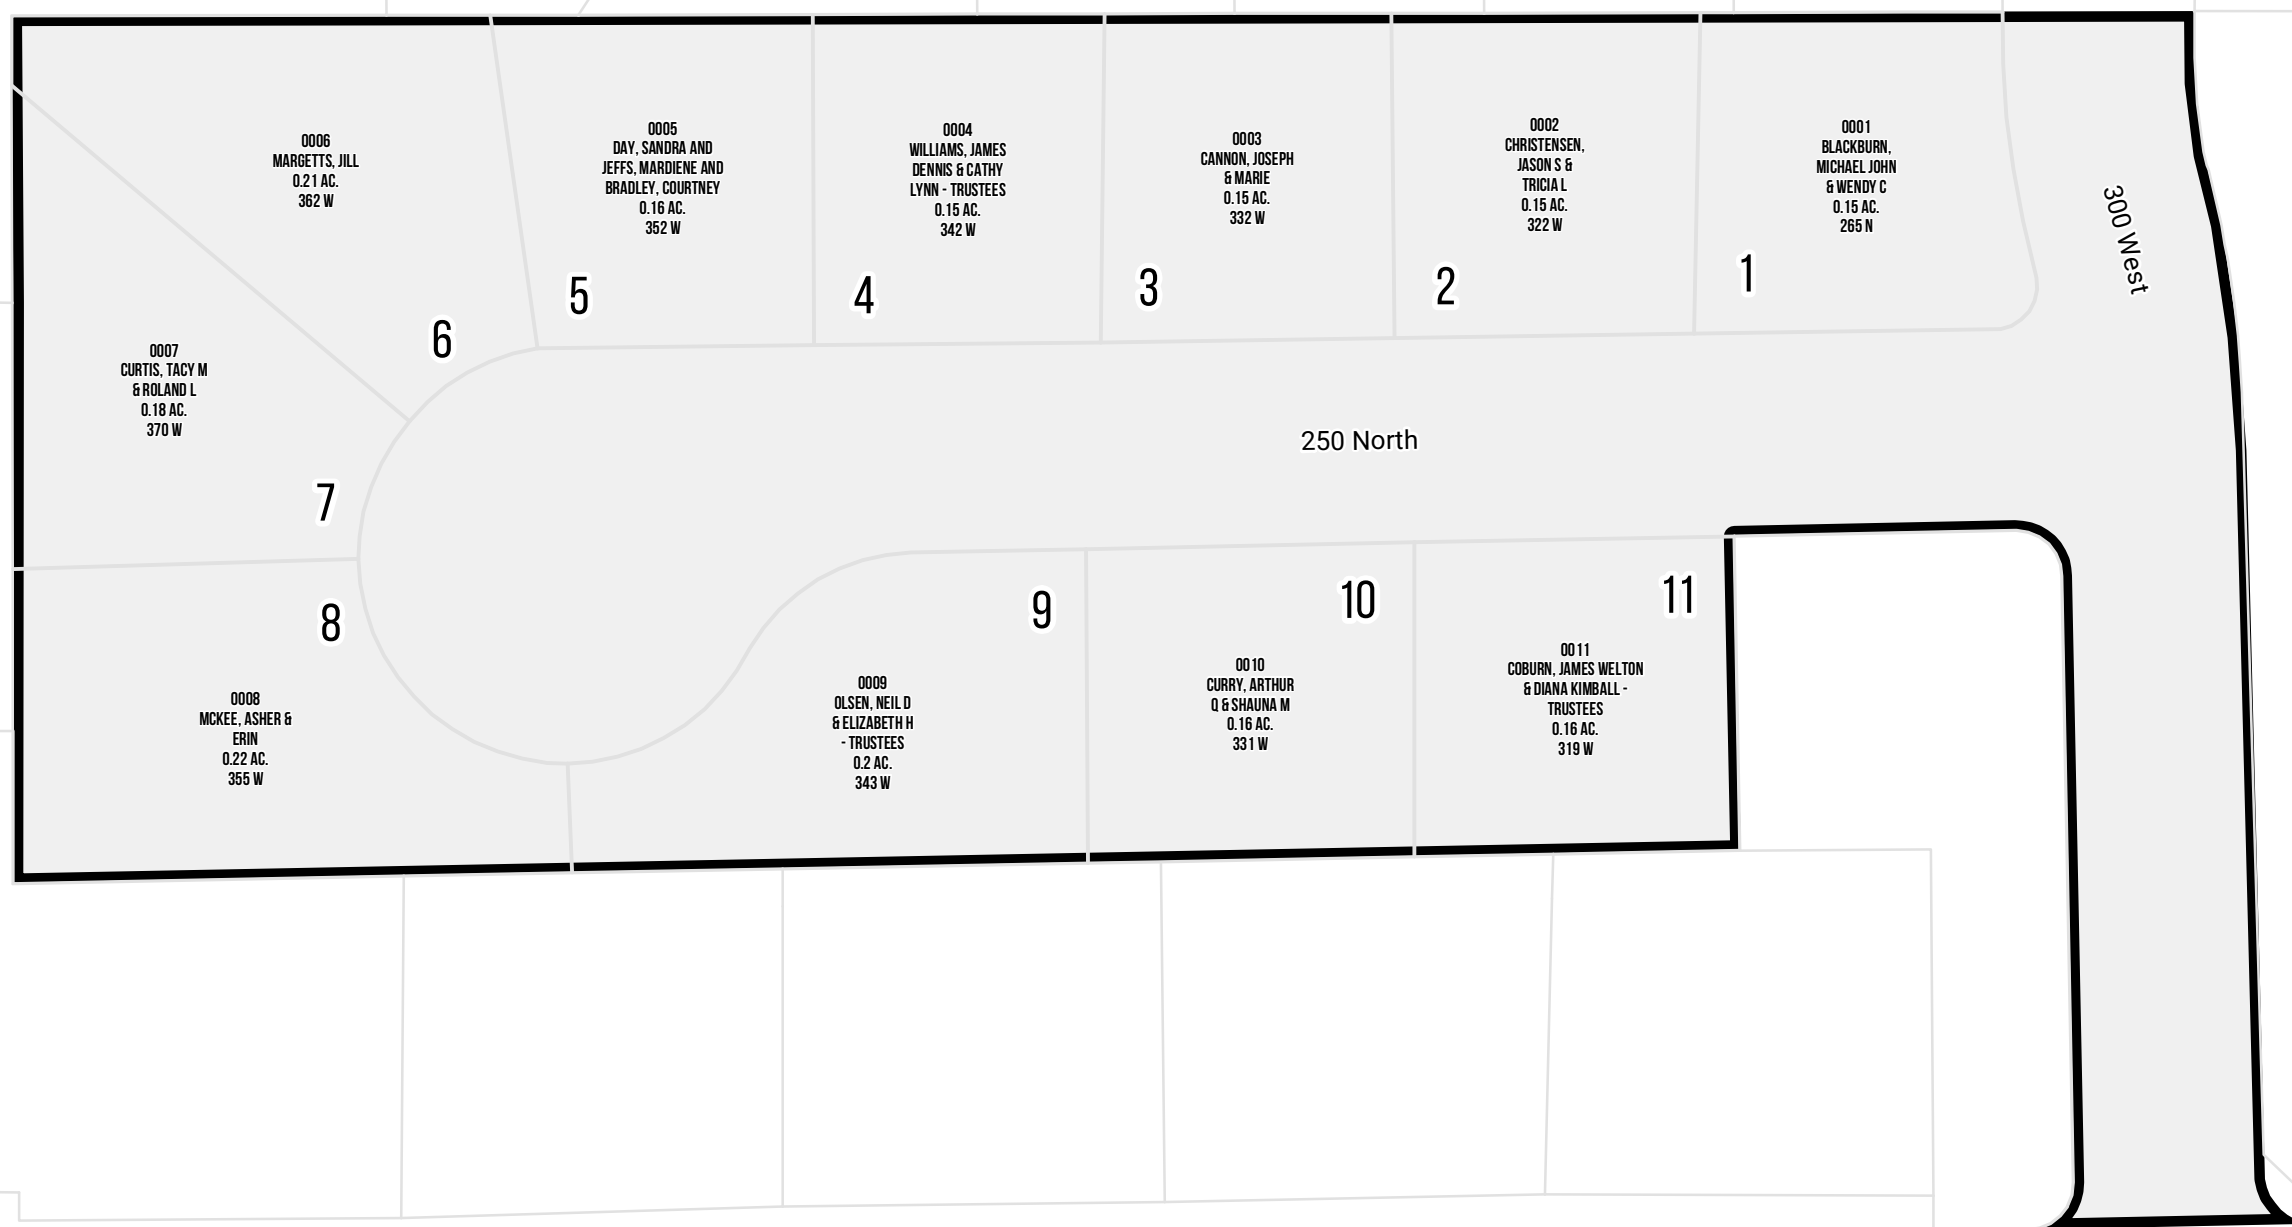 0006
MARGETTS, JILL
0.21 AC.
362 W
6
0005
DAY, SANDRA AND
JEFFS, MARDIENE AND
BRADLEY, COURTNEY
0.16 AC.
352 W
5
0004
WILLIAMS, JAMES
DENNIS & CATHY
LYNN - TRUSTEES
0.15 AC.
342 W
4
0003
CANNON, JOSEPH
& MARIE
0.15 AC.
332 W
3
0002
CHRISTENSEN,
JASON S &
TRICIA L
0.15 AC.
322 W
2
0001
BLACKBURN,
MICHAEL JOHN
& WENDY C
0.15 AC.
265 N
1
300 West
0007
CURTIS, TACY M
& ROLAND L
0.18 AC.
370 W
7
250 North
8
0008
MCKEE, ASHER &
ERIN
0.22 AC.
355 W
9
0009
OLSEN, NEIL D
& ELIZABETH H
- TRUSTEES
0.2 AC.
343 W
10
0010
CURRY, ARTHUR
Q & SHAUNA M
0.16 AC.
331 W
11
0011
COBURN, JAMES WELTON
& DIANA KIMBALL -
TRUSTEES
0.16 AC.
319 W